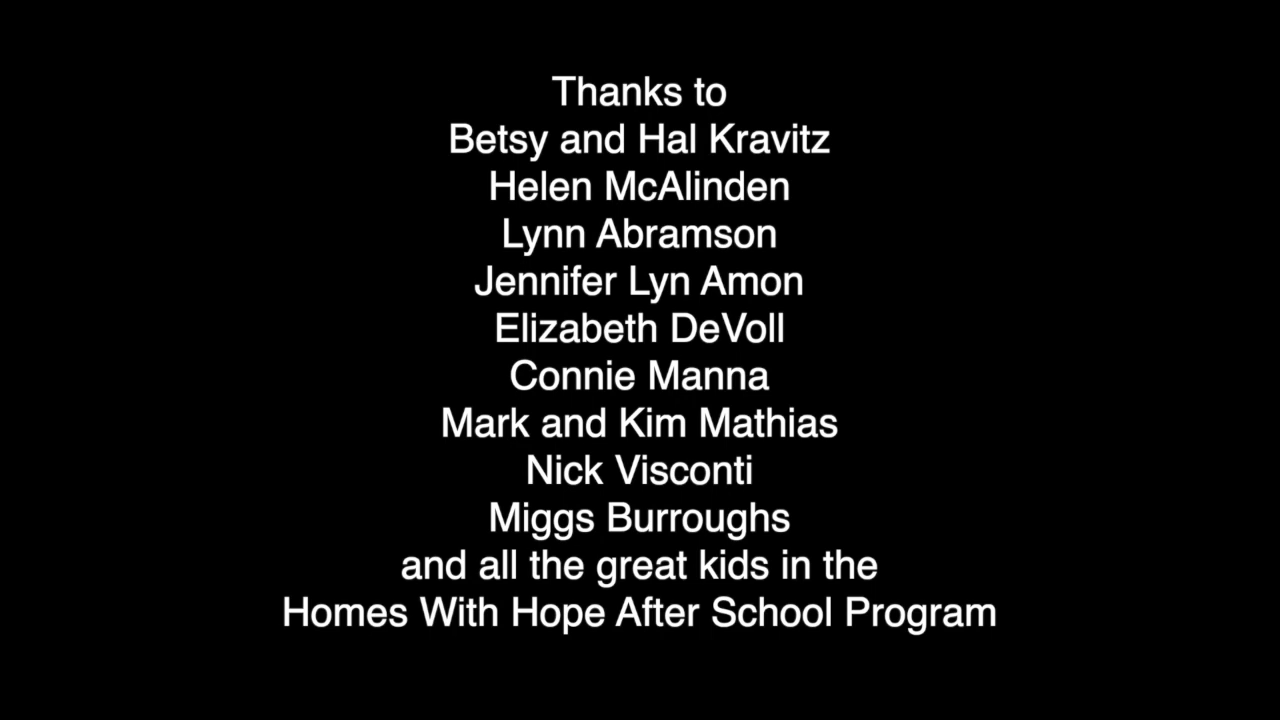 Thanks to
Betsy and Hal Kravitz
Helen McAlinden
Lynn Abramson
Jennifer Lyn Amon
Elizabeth DeVoll
Connie Manna
Mark and Kim Mathias
Nick Visconti
Miggs Burroughs
and all the great kids in the
Homes With Hope After School Program